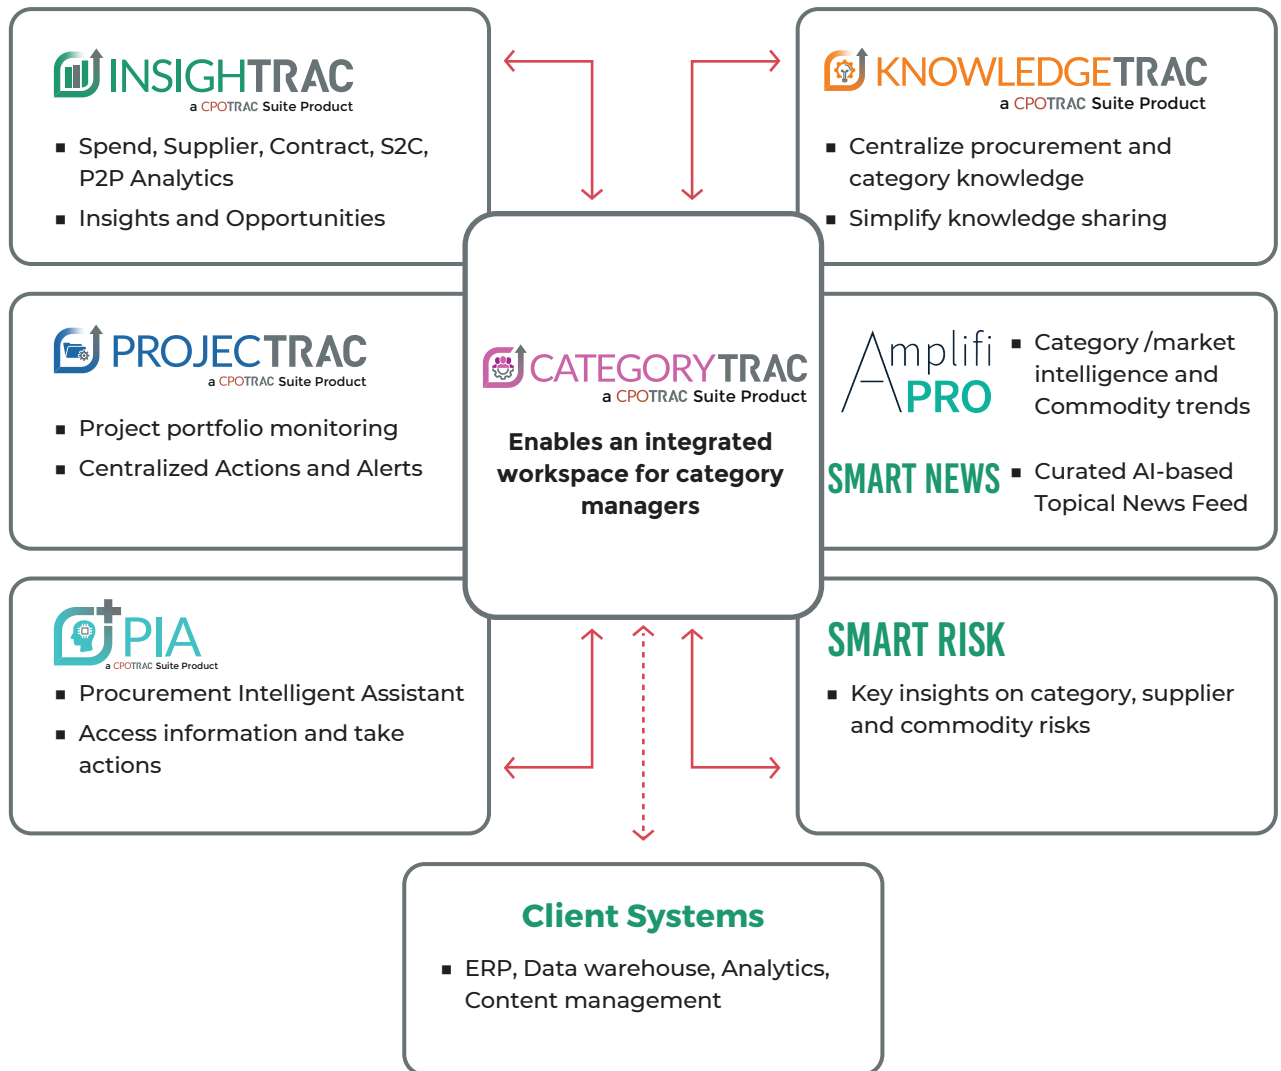 INSIGHTRAC
a CPOTRAC Suite Product
▪ Spend, Supplier, Contract, S2C,
P2P Analytics
▪ Insights and Opportunities
KNOWLEDGETRAC
a CPOTRAC Suite Product
▪ Centralize procurement and
category knowledge
▪ Simplify knowledge sharing
PROJECTRAC
a CPOTRAC Suite Product
▪ Project portfolio monitoring
▪ Centralized Actions and Alerts
CATEGORYTRAC
a CPOTRAC Suite Product
Enables an integrated
workspace for category
managers
Amplifi
PRO
▪ Category /market
intelligence and
Commodity trends
SMART NEWS
▪ Curated AI-based
Topical News Feed
PIA
a CPOTRAC Suite Product
▪ Procurement Intelligent Assistant
▪ Access information and take
actions
SMART RISK
▪ Key insights on category, supplier
and commodity risks
Client Systems
▪ ERP, Data warehouse, Analytics,
Content management